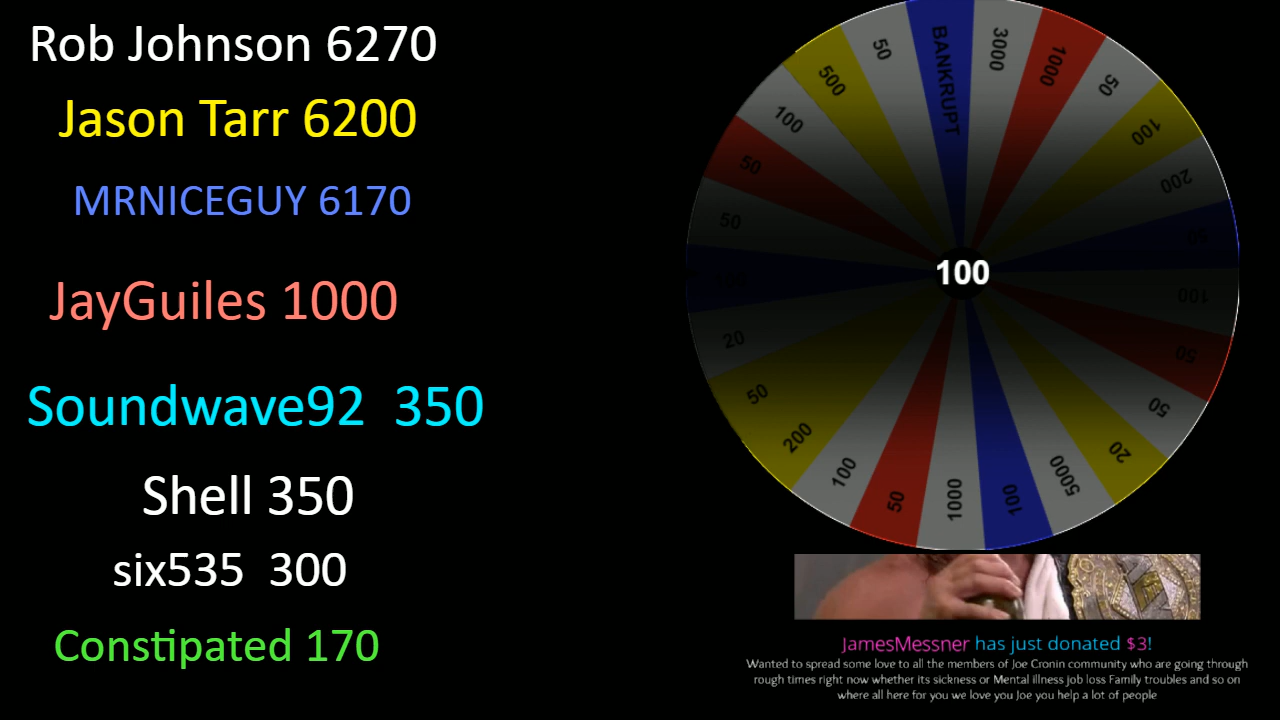 Rob Johnson 6270
Jason Tarr 6200
MRNICEGUY 6170
JayGuiles 1000
Soundwave92 350
Shell 350
six535 300
Constipated 170
BANKRUPT
3000
1000
50
100
200
50
100
50
50
20
5000
100
1000
50
100
200
50
20
100
50
50
100
500
50
100
JamesMessner has just donated $3!
Wanted to spread some love to all the members of Joe Cronin community who are going through
rough times right now whether its sickness or Mental illness job loss Family troubles and so on
where all here for you we love you Joe you help a lot of people